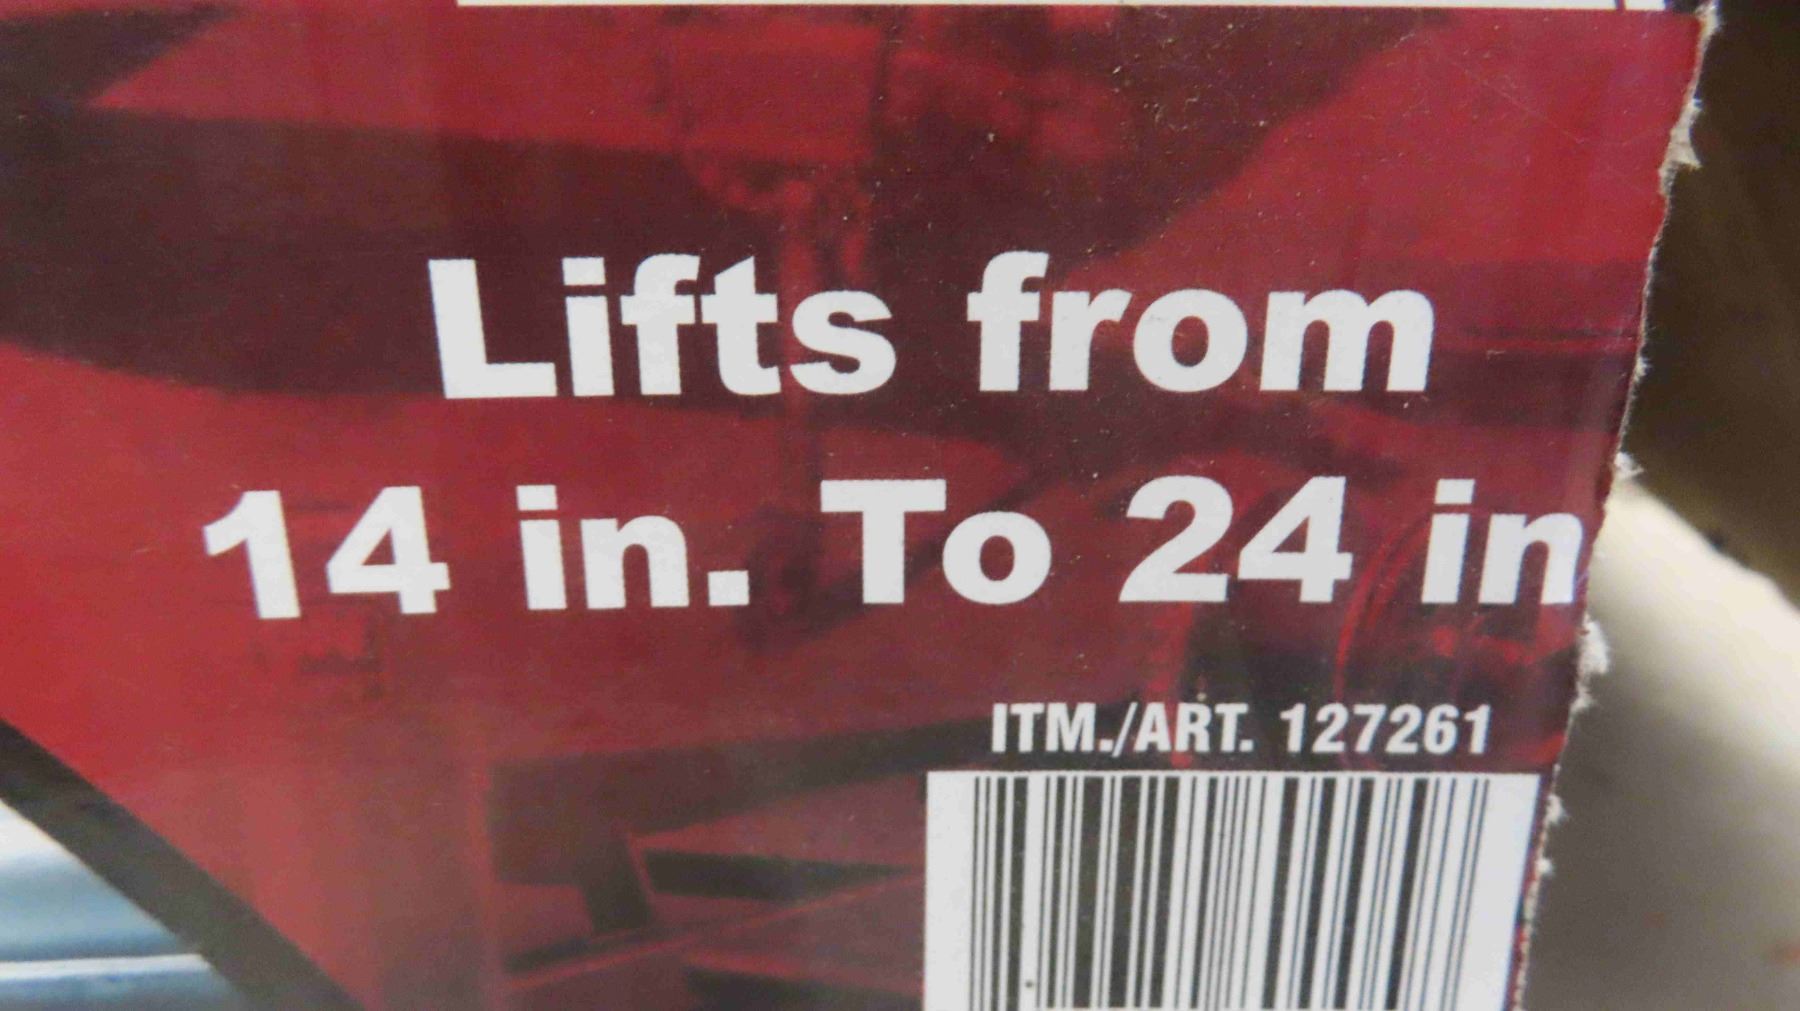 Lifts from
14 in. To 24 in
ITM./ART. 127261